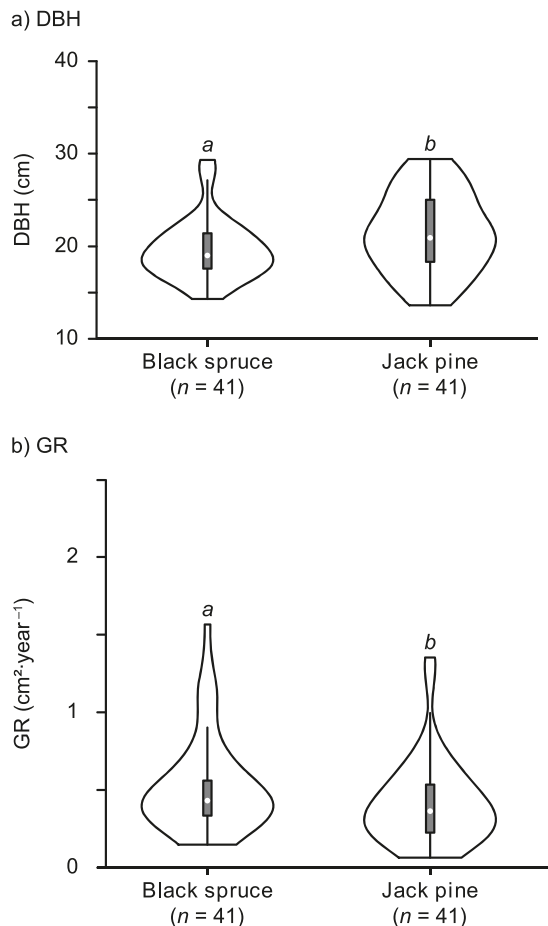 a) DBH
DBH (cm)
40
30
20
10
a
b
Black spruce
(n = 41)
Jack pine
(n = 41)
b) GR
GR (cm²·year⁻¹)
2
1
0
a
b
Black spruce
(n = 41)
Jack pine
(n = 41)